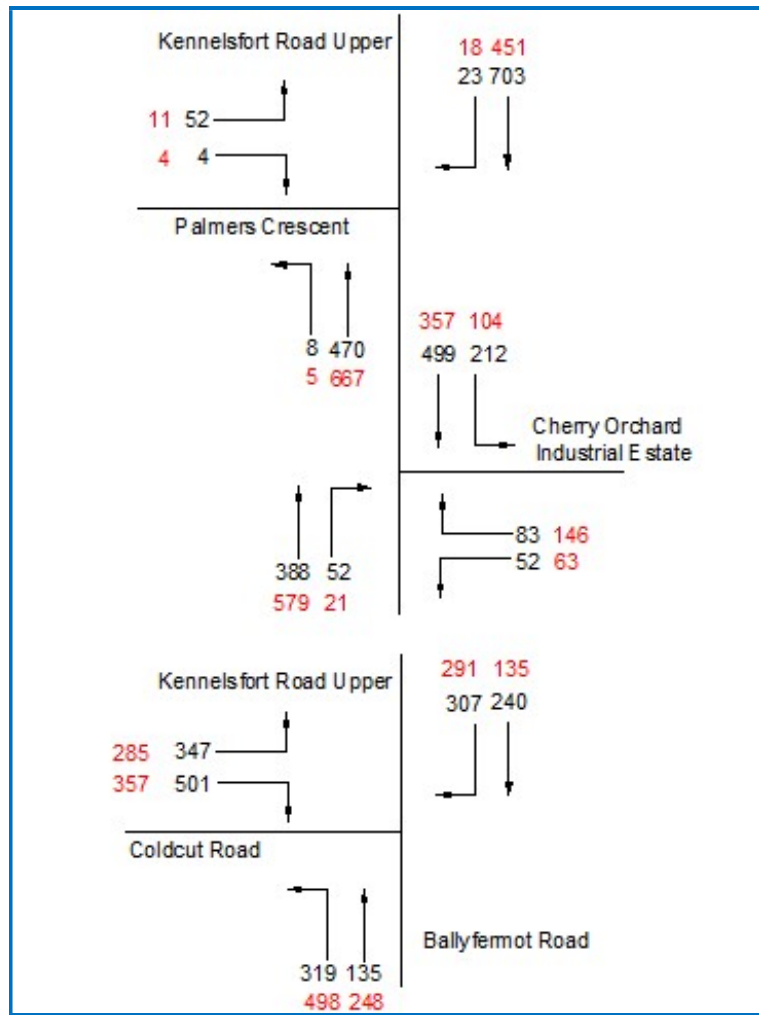 Kennelsfort Road Upper
18 451
23 703
11 52
4 4
Palmers Crescent
8 470
5 667
357 104
499 212
Cherry Orchard
Industrial Estate
83 146
52 63
388 52
579 21
Kennelsfort Road Upper
291 135
307 240
285 347
357 501
Coldcut Road
Ballyfermot Road
319 135
498 248